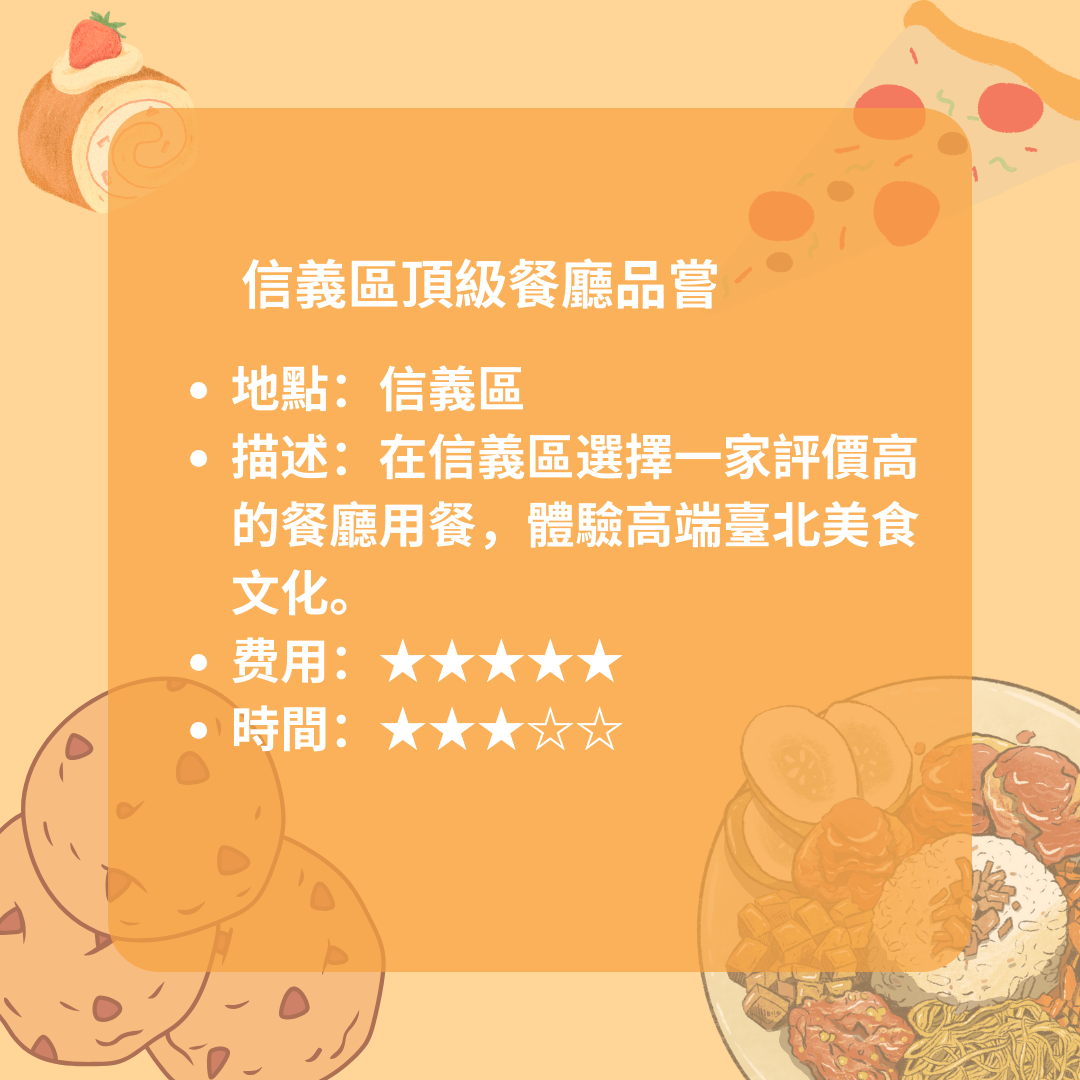 信義區頂級餐廳品嘗
• 地點：信義區
• 描述：在信義區選擇一家評價高
的餐廳用餐，體驗高端臺北美食
文化。
• 费用：★★★★★
• 時間：★★★☆☆